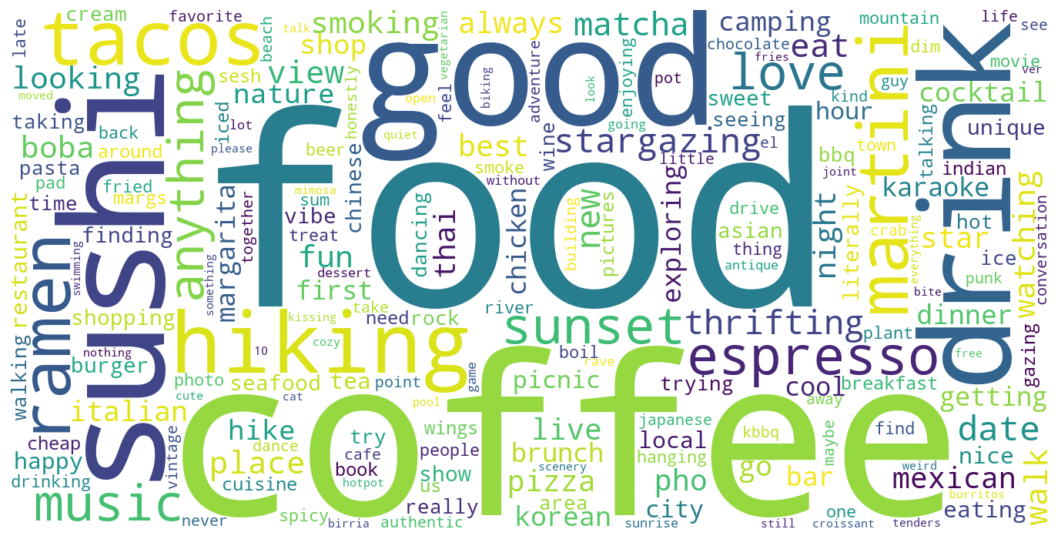 cream
favorite
smoking
always
matcha
camping
mountain
life
see
late
tacos
shop
beach
talk
vegetarian
adventure
good
chocolate
eat
fries
dim
movie
ver
looking
sesh
view
honestly
feel
open
biking
look
enjoying
pot
love
kind
guy
martini
drink
moved
taking
back
lot
iced
nature
quiet
going
sweet
seeing
hour
cocktail
boba
around
please
beer
best
wine
stargazing
el
town
talking
unique
pasta
pad
fried
anything
mimosa
sum
smoke
without
little
bbq
joint
indian
time
margs
margarita
vibe
chinese
food
dancing
thai
chicken
building
new
pictures
exploring
drive
asian
thing
antique
night
literally
karaoke
hot
crab
star
ice
watching
conversation
sushi
finding
together
treat
fun
dessert
first
everything
punk
bite
ramen
restaurant
walking
swimming
shopping
something
kissing
take
river
need
rock
sunset
thrifting
plant
dinner
free
gazing
hiking
nothing
burger
10
cozy
boil
rave
espresso
photo
cute
seafood
tea
cat
point
game
pool
picnic
trying
cool
breakfast
away
getting
italian
coffee
cheap
happy
vintage
hike
dance
try
cafe
wings
people
live
brunch
japanese
hanging
local
kbbq
maybe
find
date
nice
drinking
place
cuisine
book
hotpot
show
us
scenery
pizza
area
pho
go
bar
weird
mexican
burritos
walk
music
never
spicy
birria
really
authentic
korean
sunrise
city
still
one
croissant
tenders
eating